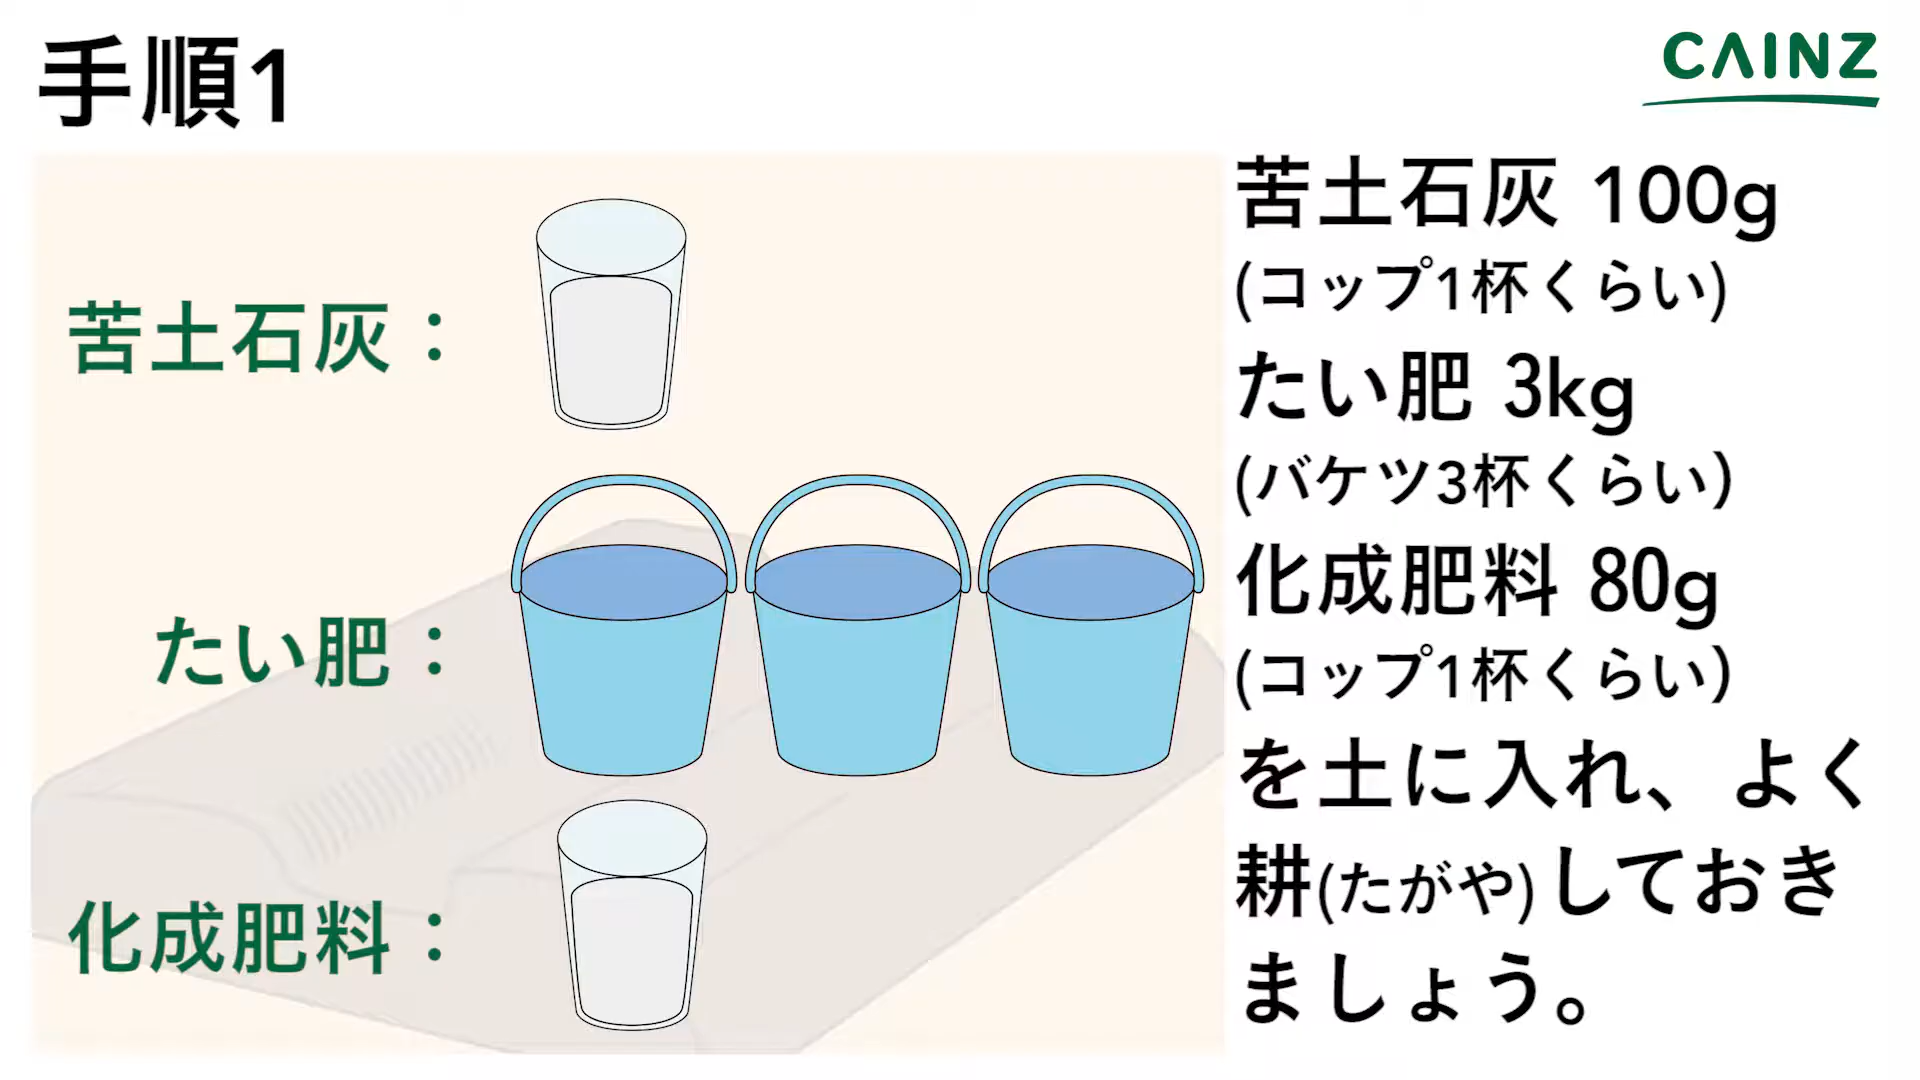 手順1
CAINZ
苦土石灰：
たい肥：
化成肥料：
苦土石灰 100g
(コップ1杯くらい)
たい肥 3kg
(バケツ3杯くらい)
化成肥料 80g
(コップ1杯くらい)
を土に入れ、よく
耕(たがや)しておき
ましょう。